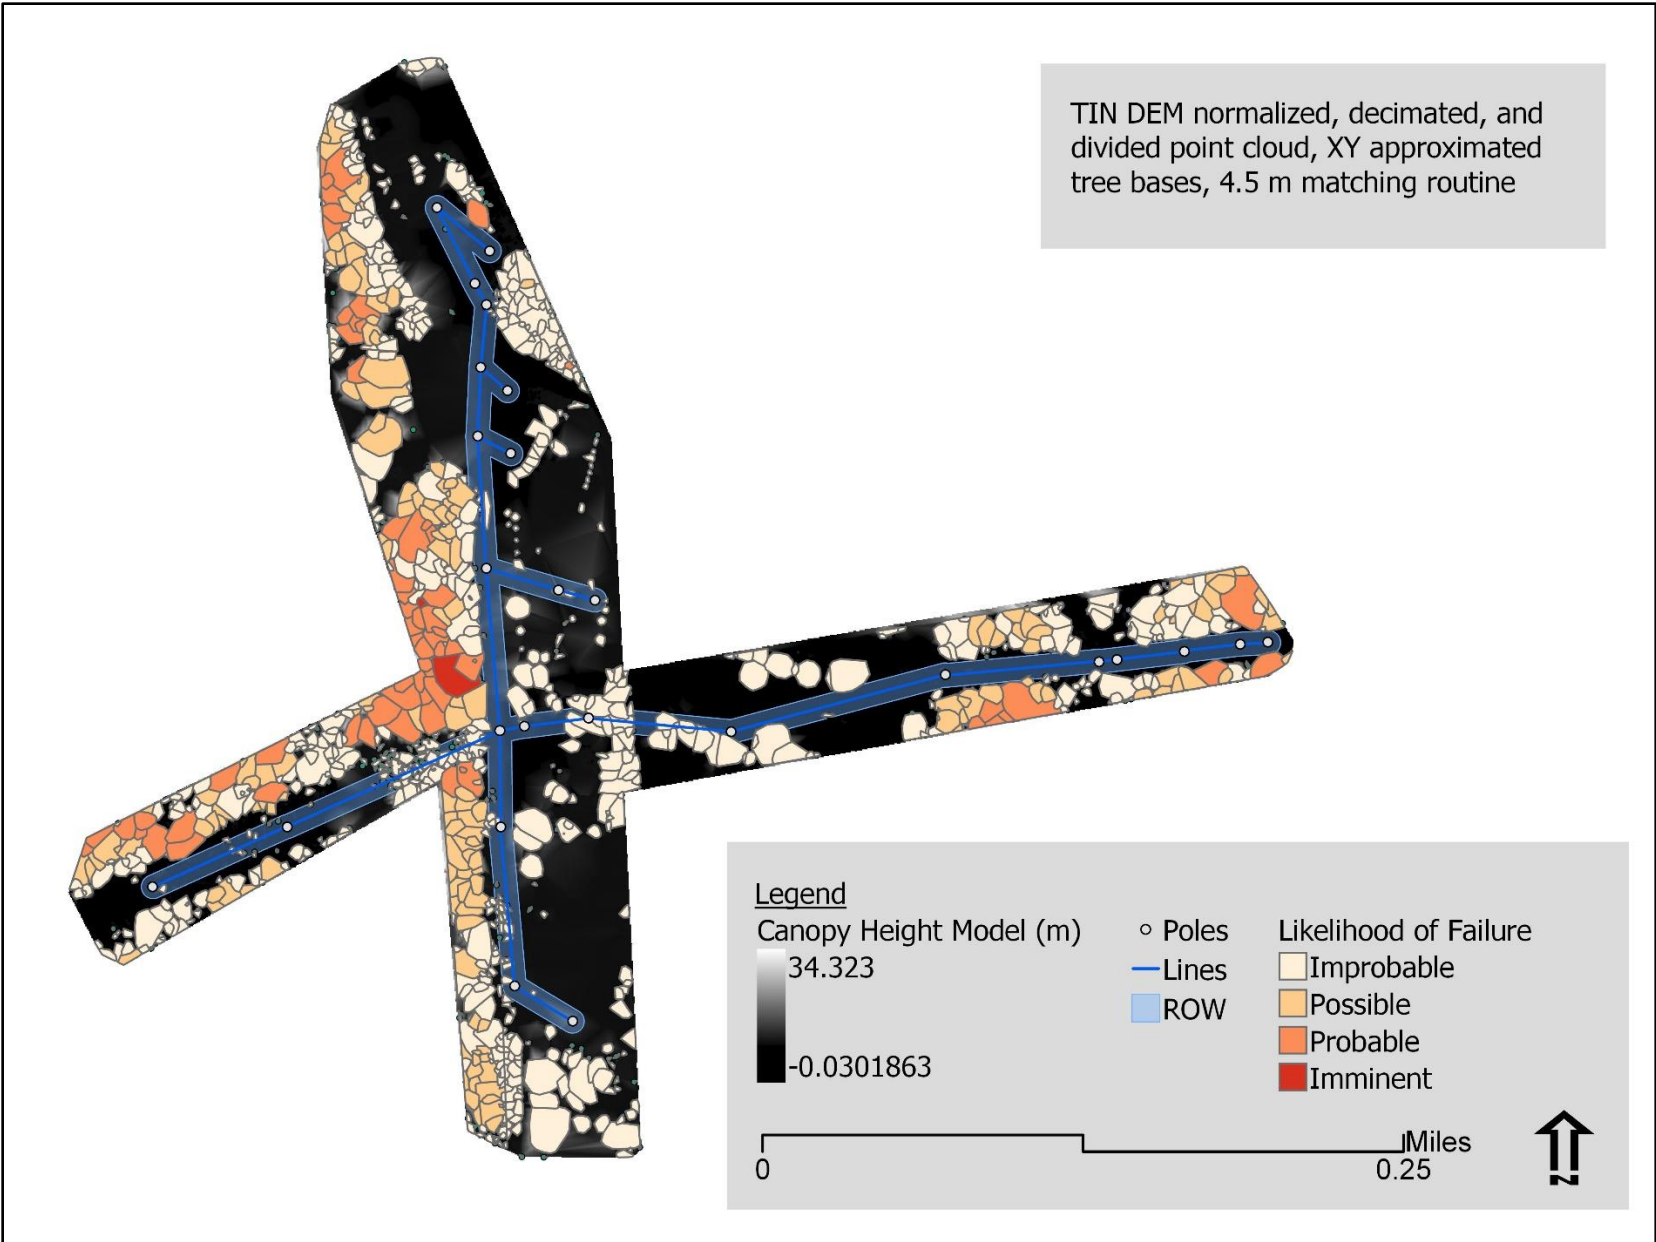 TIN DEM normalized, decimated, and
divided point cloud, XY approximated
tree bases, 4.5 m matching routine
Legend
Canopy Height Model (m)
34.323
-0.0301863
Poles
Lines
ROW
Likelihood of Failure
Improbable
Possible
Probable
Imminent
Miles
0
0.25
N